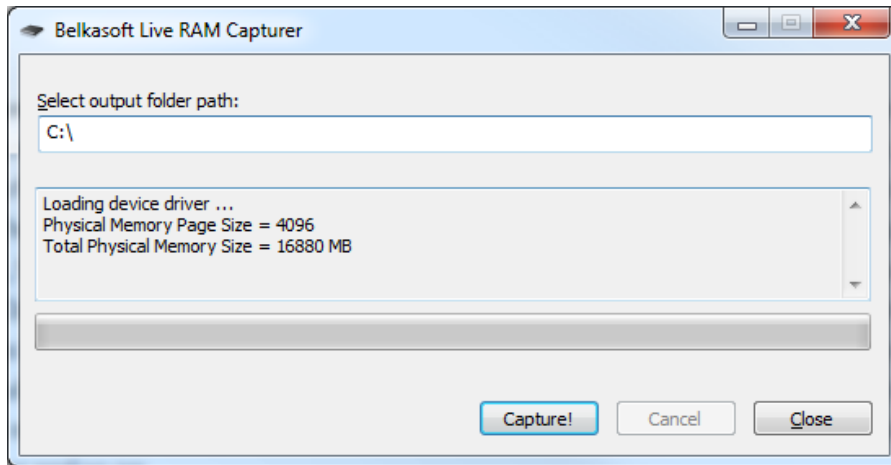 Belkasoft Live RAM Capturer
Select output folder path:
C:\
Loading device driver ...
Physical Memory Page Size = 4096
Total Physical Memory Size = 16880 MB
Capture!
Cancel
Close